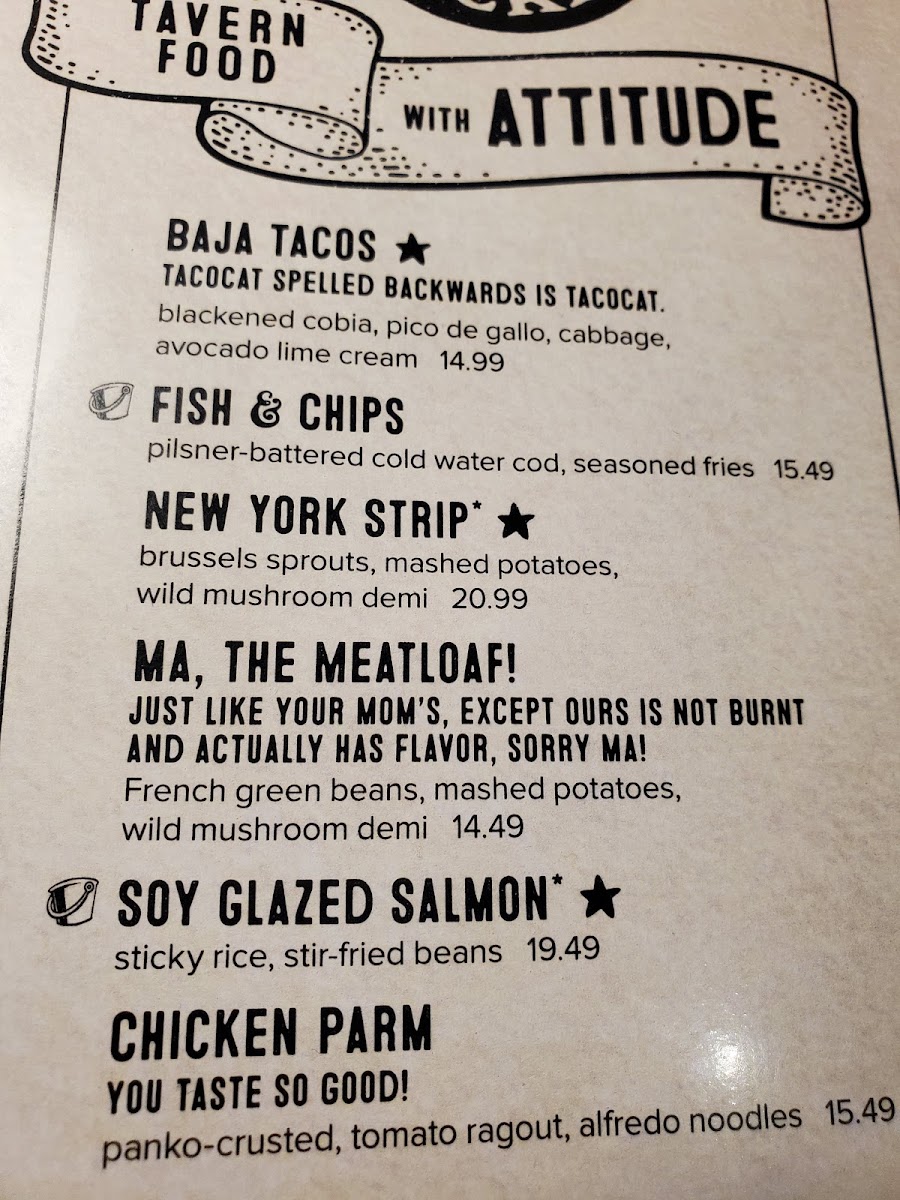 TAVERN
FOOD
WITH ATTITUDE
BAJA TACOS ★
TACOCAT SPELLED BACKWARDS IS TACOCAT.
blackened cobia, pico de gallo, cabbage,
avocado lime cream 14.99
FISH & CHIPS
pilsner-battered cold water cod, seasoned fries 15.49
NEW YORK STRIP* ★
brussels sprouts, mashed potatoes,
wild mushroom demi 20.99
MA, THE MEATLOAF!
JUST LIKE YOUR MOM'S, EXCEPT OURS IS NOT BURNT
AND ACTUALLY HAS FLAVOR, SORRY MA!
French green beans, mashed potatoes,
wild mushroom demi 14.49
SOY GLAZED SALMON* ★
sticky rice, stir-fried beans 19.49
CHICKEN PARM
YOU TASTE SO GOOD!
panko-crusted, tomato ragout, alfredo noodles 15.49